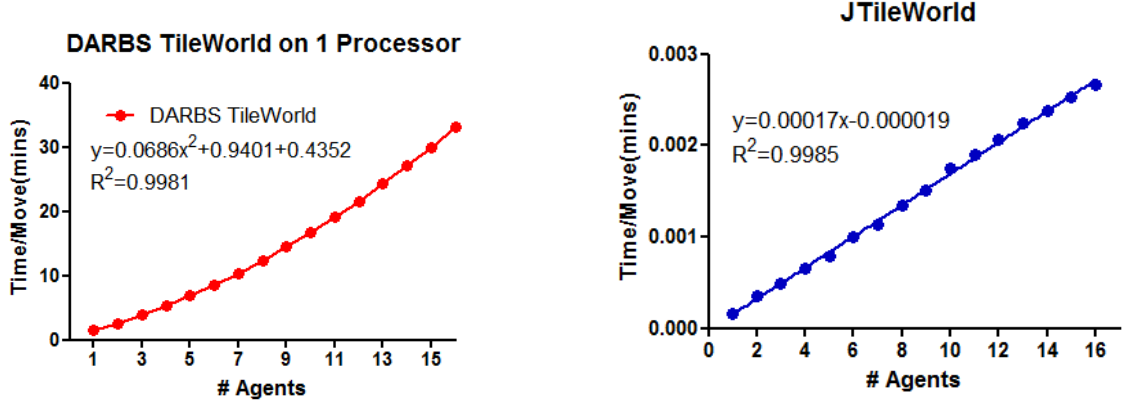 DARBS TileWorld on 1 Processor
40
30
20
10
0
Time/Move(mins)
DARBS TileWorld
y=0.0686x²+0.9401+0.4352
R²=0.9981
1 3 5 7 9 11 13 15
# Agents
JTileWorld
0.003
0.002
0.001
0.000
Time/Move(mins)
y=0.00017x-0.000019
R²=0.9985
0 2 4 6 8 10 12 14 16
# Agents